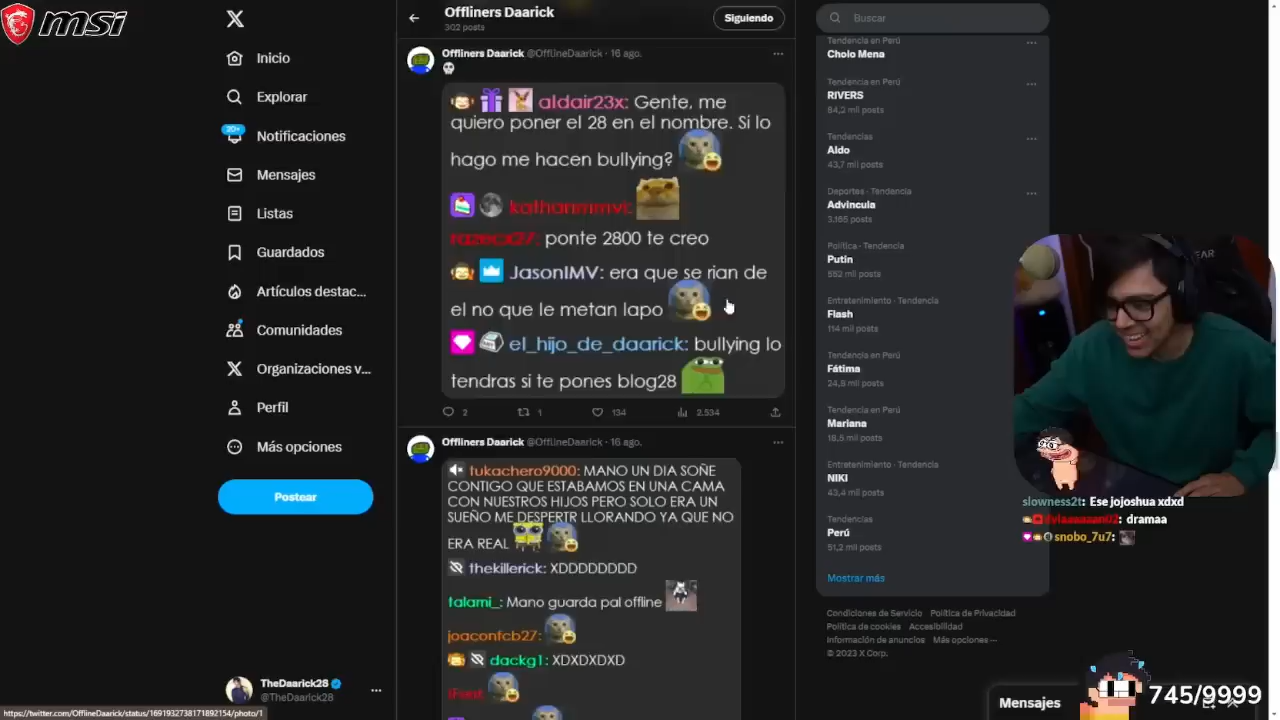 msi
Inicio
Explorar
20+
Notificaciones
Mensajes
Listas
Guardados
Artículos destac...
Comunidades
Organizaciones v...
Perfil
Más opciones
Postear
TheDaarick28
@TheDaarick28
https://twitter.com/OfflineDaarick/status/1691932738171892154/photo/1
Offliners Daarick
302 posts
Siguiendo
Offliners Daarick @OfflineDaarick · 16 ago.
aldair23x: Gente, me
quiero poner el 28 en el nombre. Sí lo
hago me hacen bullying?
kathanmmvi:
razecx27: ponte 2800 te creo
JasonIMV: era que se rian de
el no que le metan lapo
el_hijo_de_daarick: bullying lo
tendras si te pones blog28
2
1
134
2.534
Offliners Daarick @OfflineDaarick · 16 ago.
tukachero9000: MANO UN DIA SOÑE
CONTIGO QUE ESTABAMOS EN UNA CAMA
CON NUESTROS HIJOS PERO SOLO ERA UN
SUEÑO ME DESPERR LLORANDO YA QUE NO
ERA REAL
thekillerick: XDDDDDDDD
talami_: Mano guarda pal offline
joaconfcb27:
dackg1: XDXDXDXD
Buscar
Tendencia en Perú
Cholo Mena
Tendencia en Perú
RIVERS
84,2 mil posts
Tendencias
Aldo
43,7 mil posts
Deportes · Tendencia
Advincula
3.165 posts
Política · Tendencia
Putin
552 mil posts
Entretenimiento · Tendencia
Flash
114 mil posts
Tendencia en Perú
Fátima
24,8 mil posts
Tendencia en Perú
Mariana
18,5 mil posts
Entretenimiento · Tendencia
NIKI
43,4 mil posts
Tendencias
Perú
51,2 mil posts
Mostrar más
Condiciones de Servicio Política de Privacidad
Política de cookies Accesibilidad
Información de anuncios Más opciones ···
© 2023 X Corp.
EAR
slowness2t: Ese jojoshua xdxd
dramaa
snobo_7u7:
Mensajes
745/9999